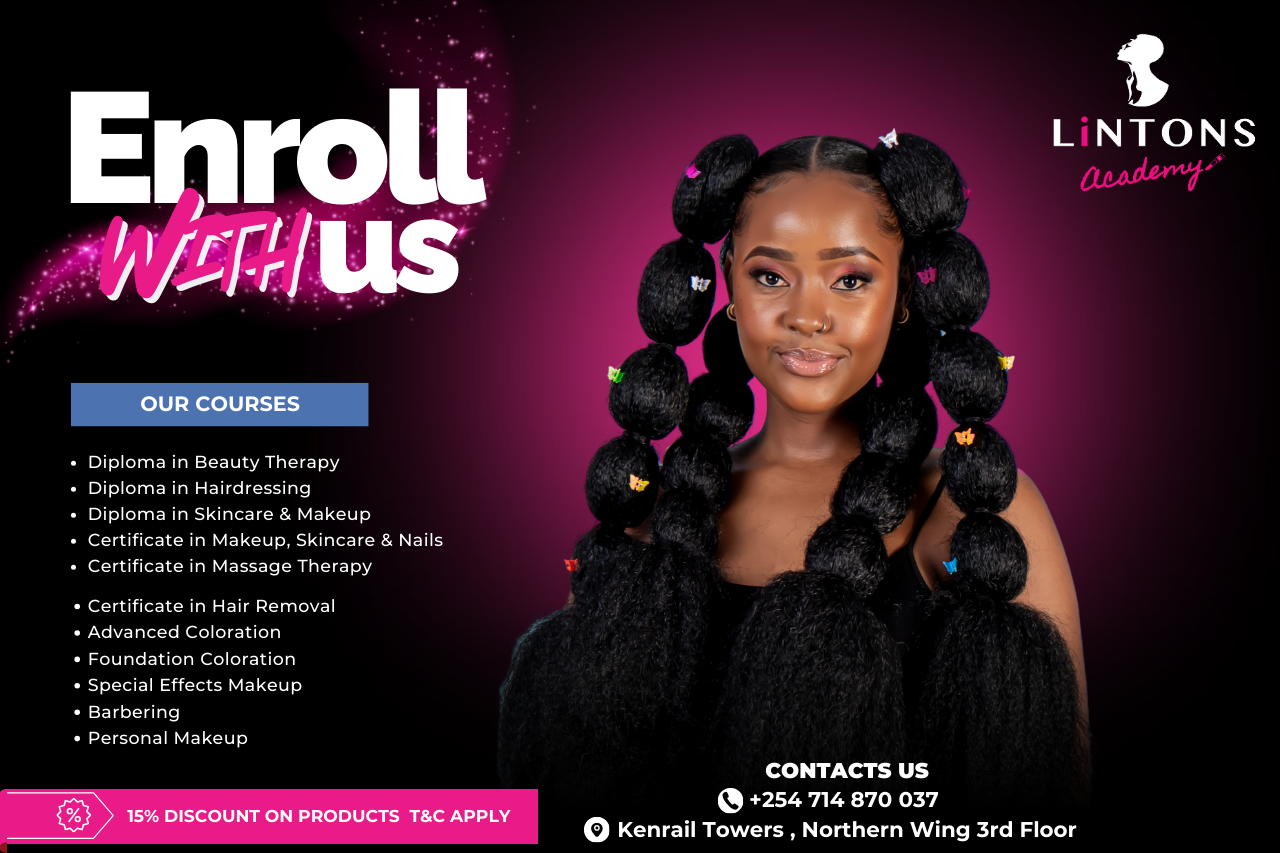 Enroll
WITH us
LiNTONS
Academy
OUR COURSES
• Diploma in Beauty Therapy
• Diploma in Hairdressing
• Diploma in Skincare & Makeup
• Certificate in Makeup, Skincare & Nails
• Certificate in Massage Therapy
• Certificate in Hair Removal
• Advanced Coloration
• Foundation Coloration
• Special Effects Makeup
• Barbering
• Personal Makeup
% 15% DISCOUNT ON PRODUCTS T&C APPLY
CONTACTS US
+254 714 870 037
Kenrail Towers , Northern Wing 3rd Floor